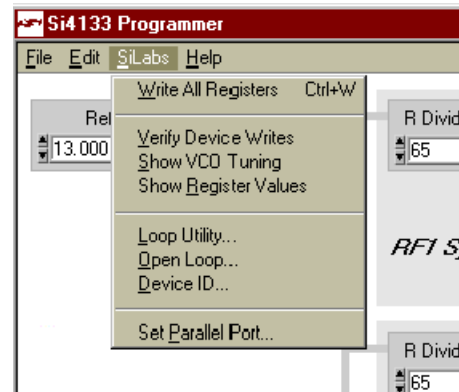 Si4133 Programmer
File Edit SiLabs Help
Write All Registers Ctrl+W
Verify Device Writes
Show VCO Tuning
Show Register Values
Loop Utility...
Open Loop...
Device ID...
Set Parallel Port...
13.000
R Divid
65
RF1 S
R Divid
65